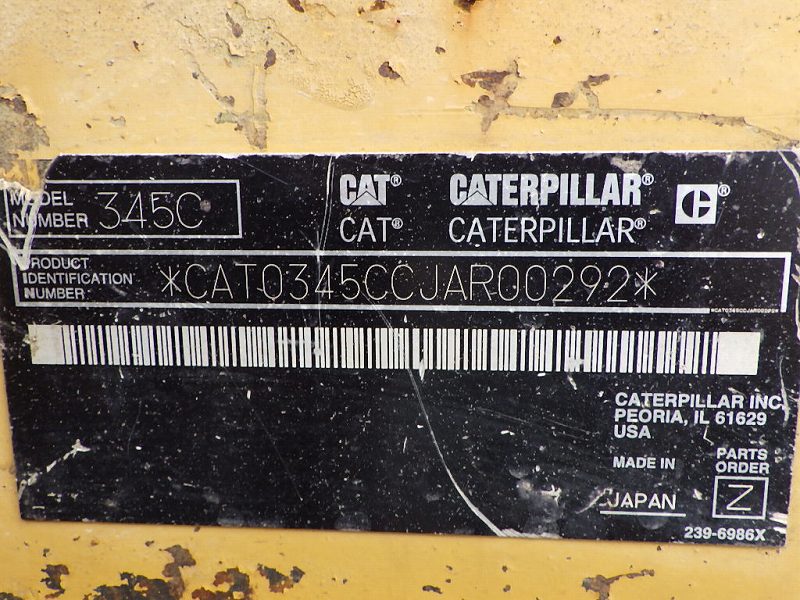 MODEL
NUMBER 345C
CAT® CATERPILLAR® C®
CAT® CATERPILLAR®
PRODUCT
IDENTIFICATION
NUMBER *CAT0345CCJAR00292*
*CAT0345CCJAR00292*
CATERPILLAR INC.
PEORIA, IL 61629
USA
MADE IN
JAPAN
PARTS
ORDER
Z
239-6986X